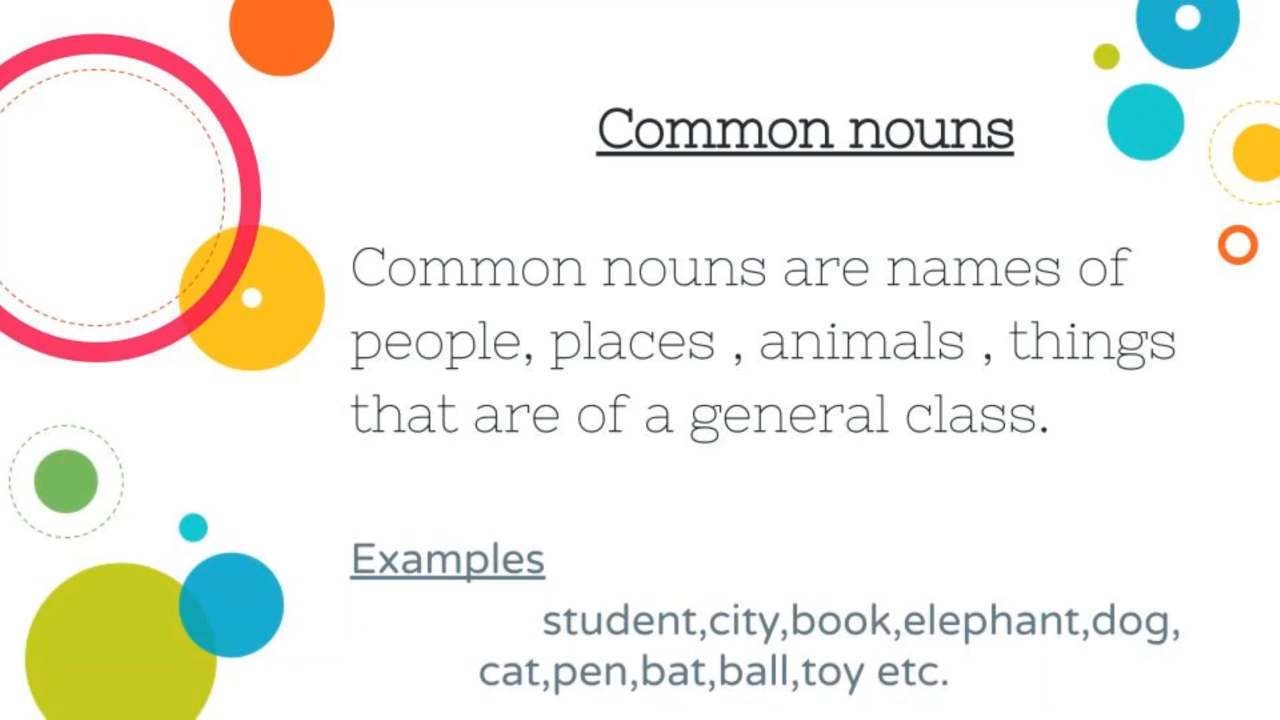 Common nouns
Common nouns are names of
people, places , animals , things
that are of a general class.
Examples
student,city,book,elephant,dog,
cat,pen,bat,ball,toy etc.